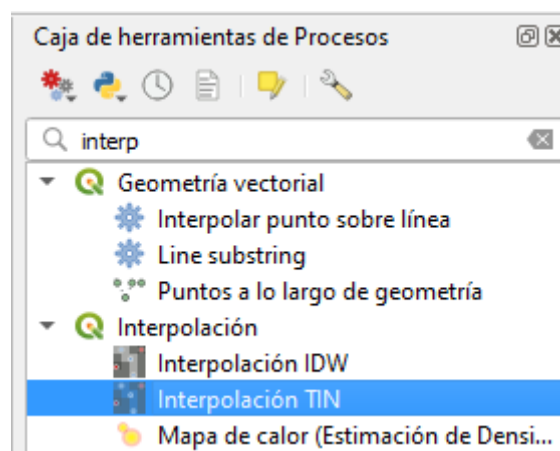 Caja de herramientas de Procesos
interp
Geometría vectorial
Interpolar punto sobre línea
Line substring
Puntos a lo largo de geometría
Interpolación
Interpolación IDW
Interpolación TIN
Mapa de calor (Estimación de Densi...